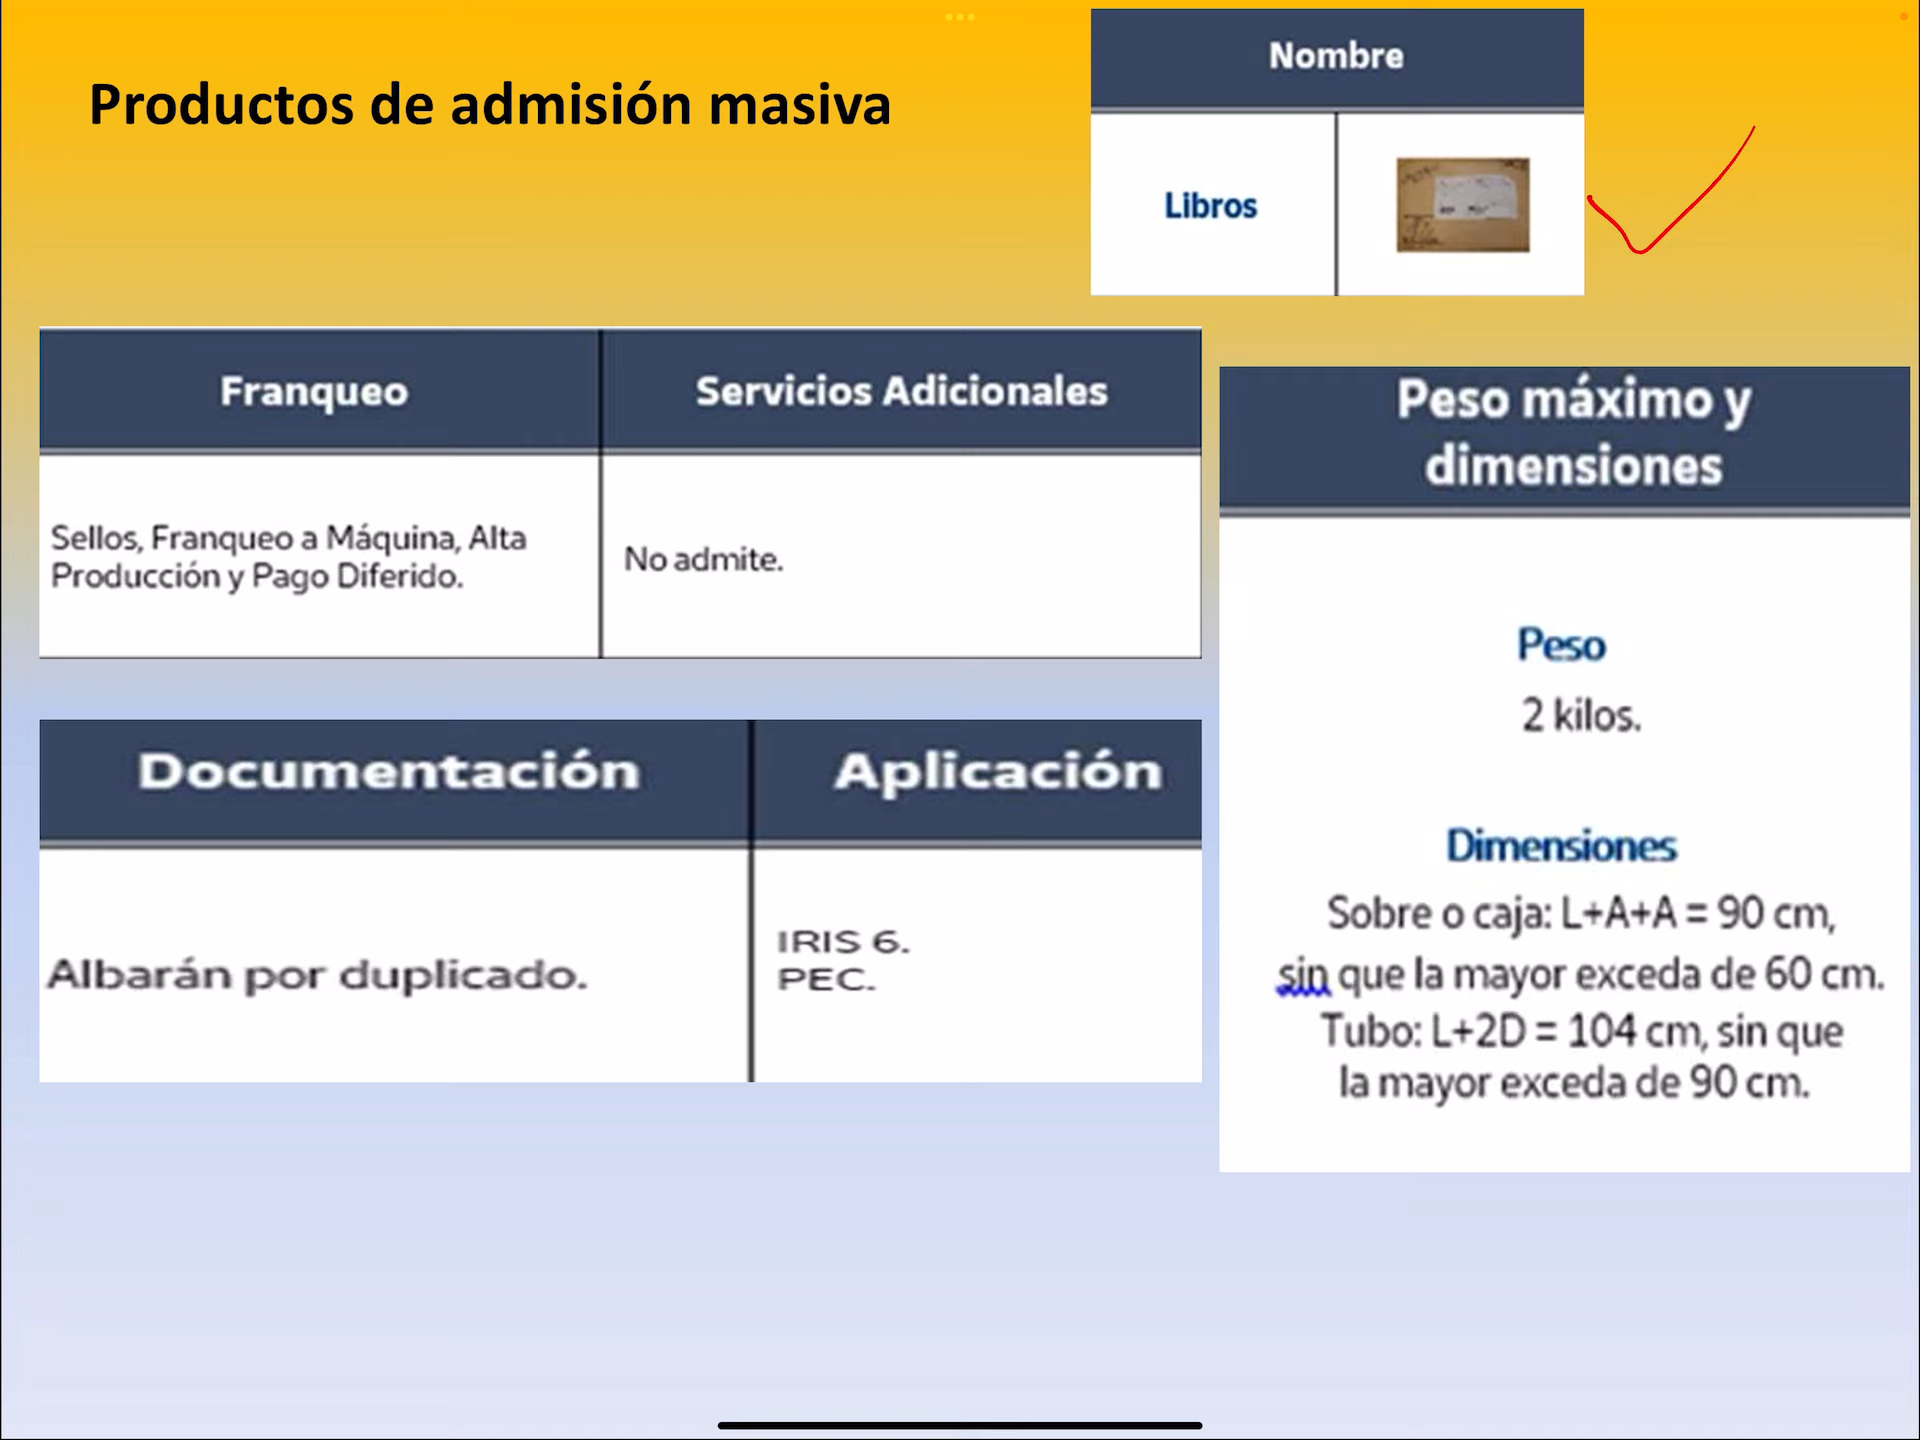 Productos de admisión masiva
Nombre
Libros
Franqueo
Servicios Adicionales
Sellos, Franqueo a Máquina, Alta
Producción y Pago Diferido.
No admite.
Documentación
Aplicación
Albarán por duplicado.
IRIS 6.
PEC.
Peso máximo y
dimensiones
Peso
2 kilos.
Dimensiones
Sobre o caja: L+A+A = 90 cm,
sin que la mayor exceda de 60 cm.
Tubo: L+2D = 104 cm, sin que
la mayor exceda de 90 cm.